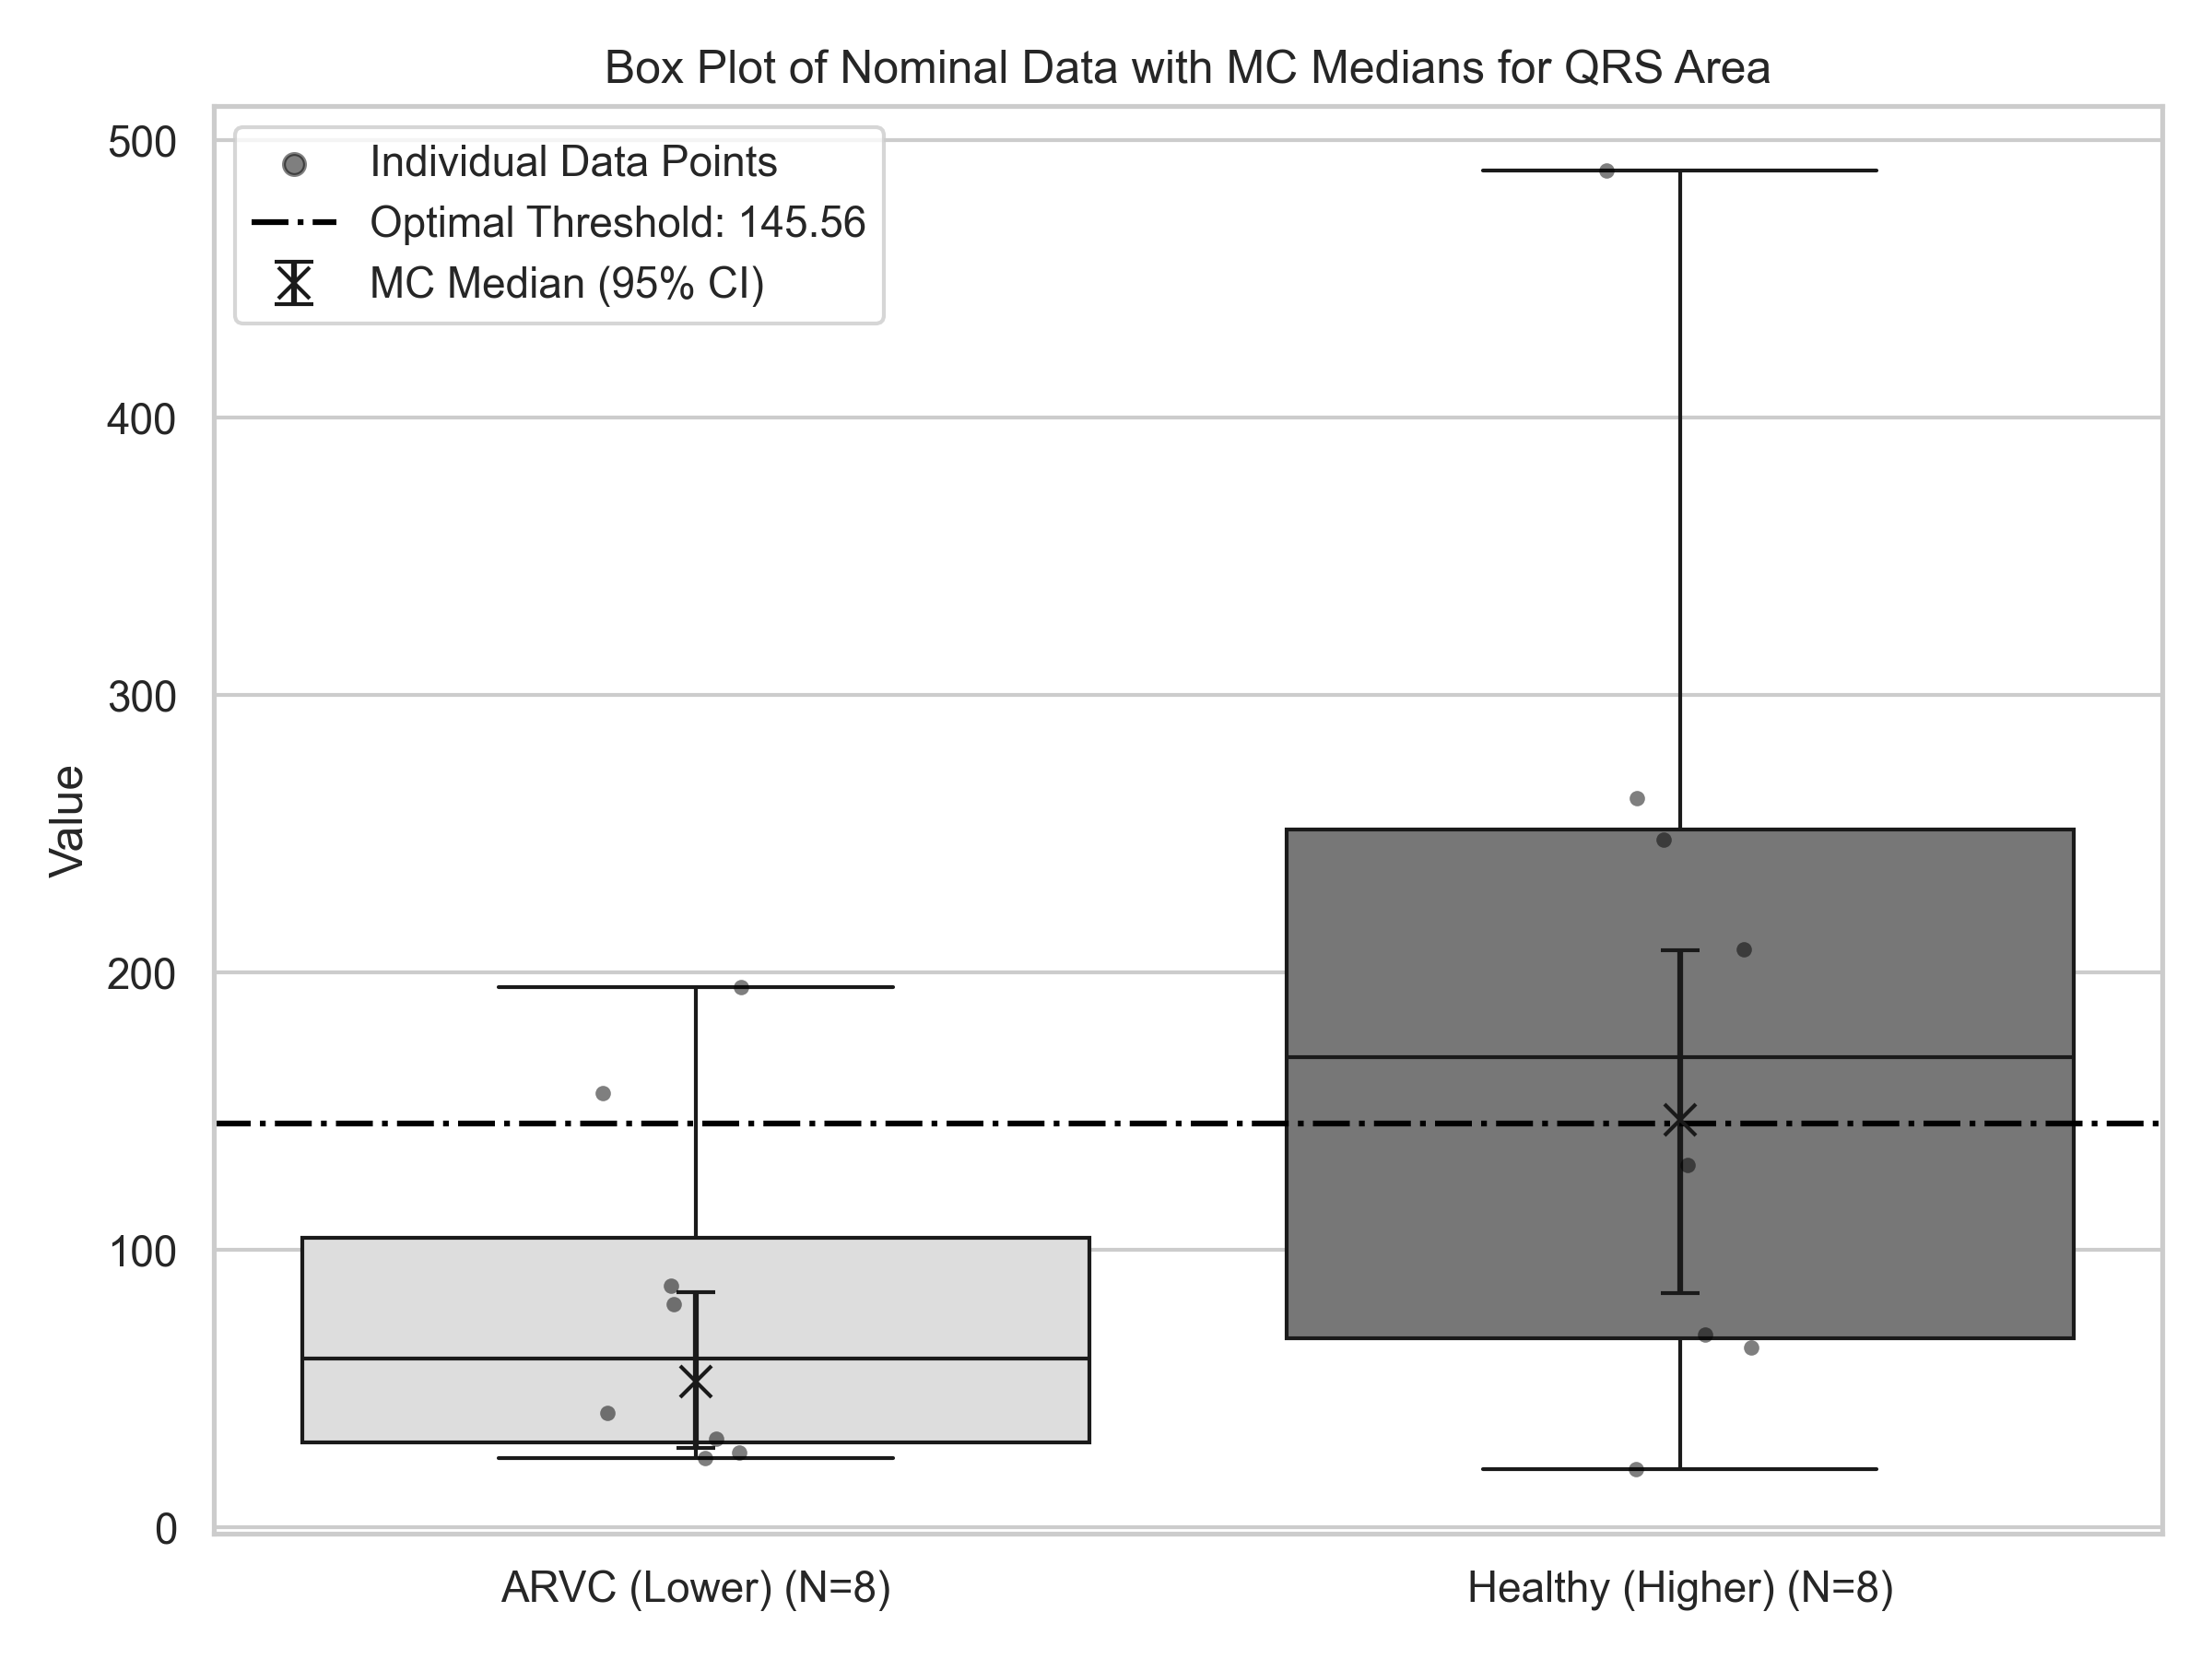 Box Plot of Nominal Data with MC Medians for QRS Area
Individual Data Points
Optimal Threshold: 145.56
MC Median (95% CI)
500
400
300
200
100
0
Value
ARVC (Lower) (N=8)
Healthy (Higher) (N=8)